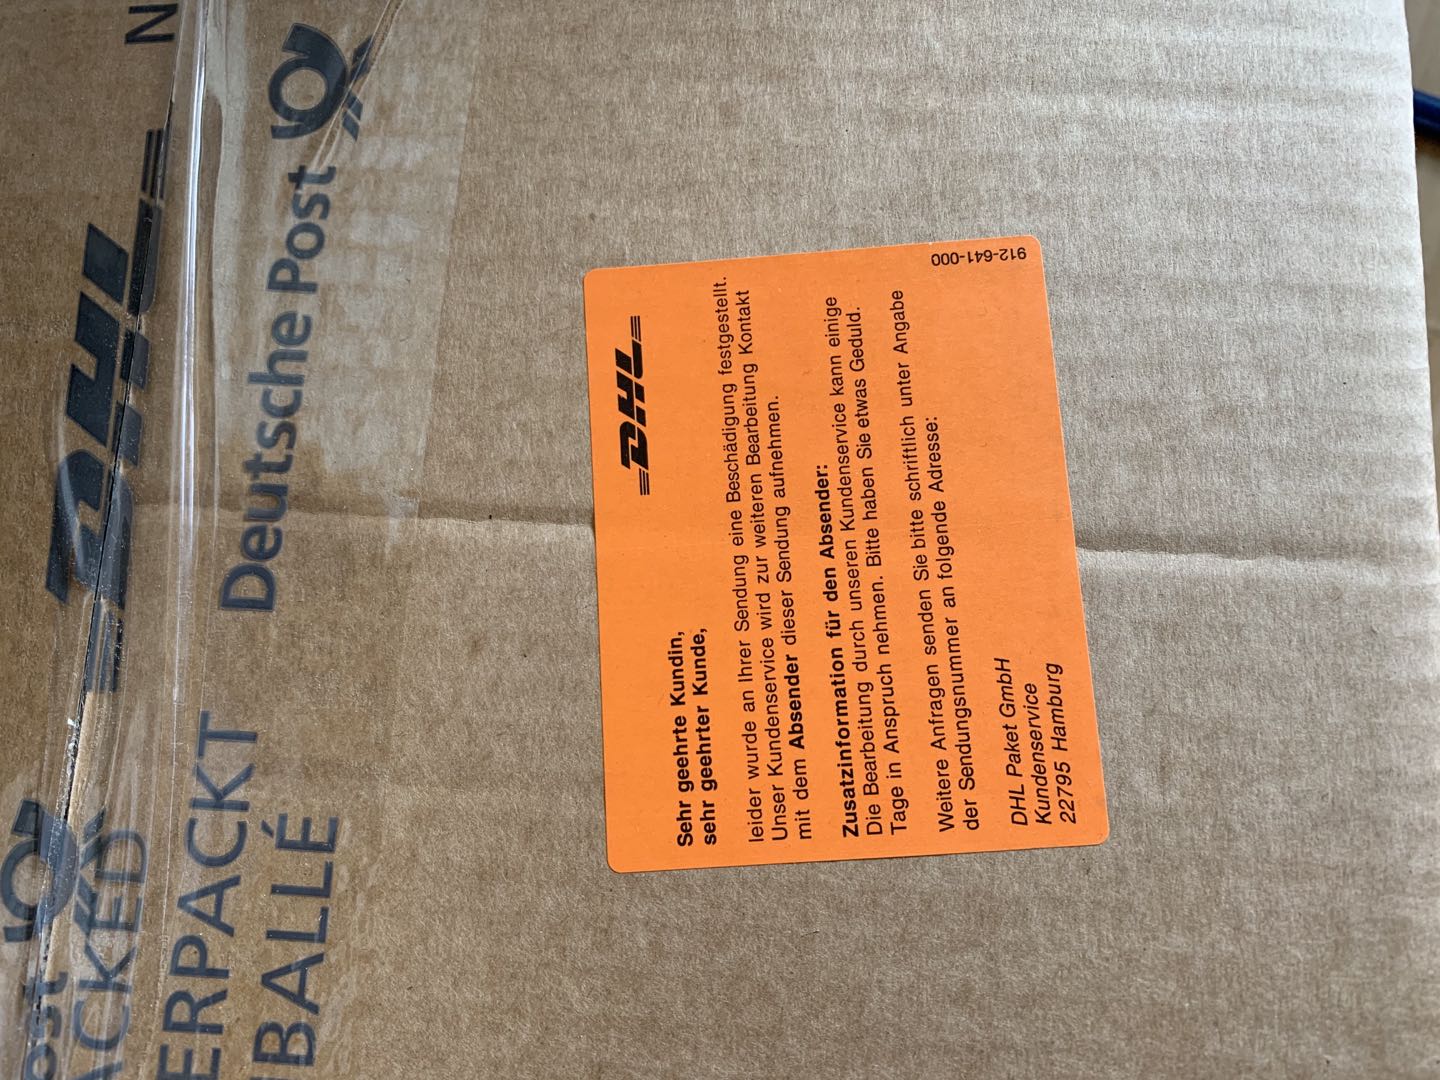 ost
ACKED
ERPACKT
BALLÉ
DHL
N
Deutsche Post
DHL
Sehr geehrte Kundin,
sehr geehrter Kunde,
leider wurde an Ihrer Sendung eine Beschädigung festgestellt.
Unser Kundenservice wird zur weiteren Bearbeitung Kontakt
mit dem Absender dieser Sendung aufnehmen.
Zusatzinformation für den Absender:
Die Bearbeitung durch unseren Kundenservice kann einige
Tage in Anspruch nehmen. Bitte haben Sie etwas Geduld.
Weitere Anfragen senden Sie bitte schriftlich unter Angabe
der Sendungsnummer an folgende Adresse:
DHL Paket GmbH
Kundenservice
22795 Hamburg
912-641-000